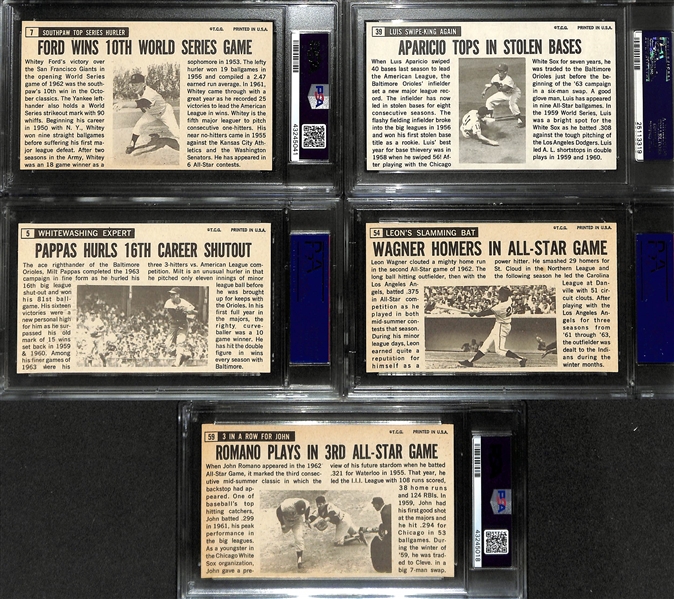 7 SOUTHPAW TOP SERIES HURLER
©T.C.G. PRINTED IN U.S.A.
FORD WINS 10TH WORLD SERIES GAME
Whitey Ford's victory over
the San Francisco Giants in
the opening World Series
game of 1962 was the south-
paw's 10th win in the October
classics. The Yankee left-
hander also holds a World
Series strikeout mark with 90
whiffs. Beginning his career
in 1950 with N. Y., Whitey
won nine straight ballgames
before suffering his first ma-
jor league defeat. After two
seasons in the Army, Whitey
was an 18 game winner as a
sophomore in 1953. The crafty
lefty hurler won 19 ballgames in
1956 and compiled a 2.47
earned run average. In 1961,
Whitey came through with a
great year as he recorded 25
victories to lead the American
League in wins. Whitey is the
fifth major league pitcher to
pitch consecutive one-hitters.
His back-to-back one-hitters came in 1955
against the Kansas City Ath-
letics and the Washington
Senators. He has appeared in
6 All-Star contests.
PSA
43245041
39 LUIS SWIPE-KING AGAIN
©T.C.G. PRINTED IN U.S.A.
APARICIO TOPS IN STOLEN BASES
When Luis Aparicio swiped
40 bases last season to lead
the American League, the
Baltimore Orioles' infielder
set a new major league rec-
ord. The infielder has now
led in stolen bases for eight
consecutive seasons. The
flashy fielding infielder broke
into the big leagues in 1956
and won his first stolen base
title as a rookie. Luis' best
year for base thievery was in
1958 when he swiped 56! Af-
ter playing with the Chicago
White Sox for seven years, he
was traded to the Baltimore
Orioles just before the begin-
ning of the '63 campaign
in a six-man swap. A good
glove man, Luis has appeared
in nine All-Star ballgames. In
the 1959 World Series, Luis
was a bright spot for the
White Sox as he batted .308
against the tough pitching of
the Los Angeles Dodgers. Luis
led A. L. shortstops in double
plays in 1959 and 1960.
25133319
5 WHITEWASHING EXPERT
©T.C.G. PRINTED IN U.S.A.
PAPPAS HURLS 16TH CAREER SHUTOUT
The ace righthander of the Baltimore
Orioles, Milt Pappas completed the 1963
campaign in fine form as he hurled his
16th big league
shut-out and won
his 81st ball-
game. His sixteen
victories were a
new personal high
for him as he sur-
passed his old
mark of 15 wins
set back in 1959
& 1960. Among
his finer games of
1963 were his
three 3-hitters vs. American League com-
petition. Milt is an unusual hurler in that
he pitched only eleven innings of minor
league ball before
he was brought
up for keeps with
the Orioles. In his
first full year in
the majors, the
righty, curve-
baller was a 10
game winner. He
has hit the double
figure in wins
every season with
Baltimore.
54 LEON'S SLAMMING BAT
©T.C.G. PRINTED IN U.S.A.
WAGNER HOMERS IN ALL-STAR GAME
Leon Wagner clouted a mighty home run
in the second All-Star game of 1962. The
long ball hitting outfielder, then with the
Los Angeles An-
gels, batted .375
in All-Star com-
petition as he
played in both
mid-summer con-
tests that season.
During his minor
league days, Leon
earned quite a
reputation for
himself as a
power hitter. He smashed 29 homers for
St. Cloud in the Northern League and
the following season he led the Carolina
League at Dan-
ville with 51 cir-
cuit clouts. After
playing with the
Los Angeles An-
gels for three
seasons from
'61 through '63,
the outfielder was
dealt to the In-
dians during the
winter months.
59 3 IN A ROW FOR JOHN
©T.C.G. PRINTED IN U.S.A.
ROMANO PLAYS IN 3RD ALL-STAR GAME
When John Romano appeared in the 1962
All-Star Game, it marked the third con-
secutive mid-summer classic in which the
backstop had ap-
peared. One of
baseball's top
hitting catchers,
John batted .299
in 1961, his peak
performance in
the big leagues.
As a youngster in
the Chicago White
Sox organization,
John gave a pre-
view of his future stardom when he batted
.321 for Waterloo in 1955. That year, he
led the I.I.I. League with 108 runs scored,
38 home runs
and 124 RBIs. In
1959, John had
his first good shot
at the majors and
he hit .294 for
Chicago in 53
ballgames. Dur-
ing the winter of
'59, he was trad-
ed to Cleve. in a
big 7-man swap.
PSA
43245018